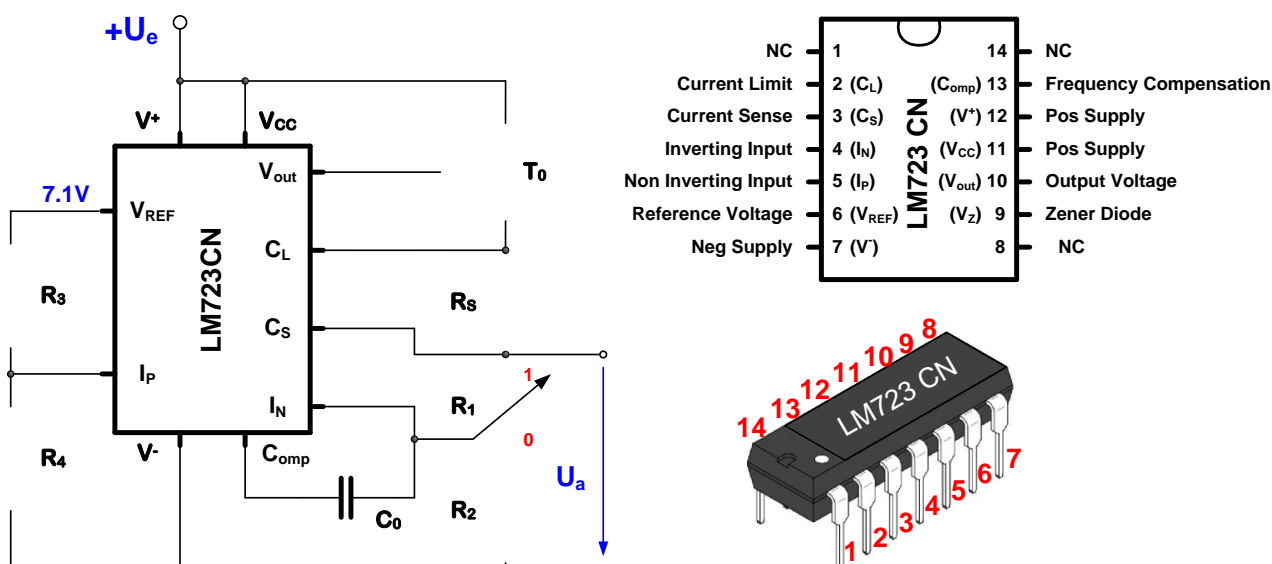 +Ue
V+
VCC
7.1V
VREF
Vout
T0
CL
R3
LM723CN
RS
CS
IP
1
IN
R1
0
R4
V-
Comp
Ua
C0
R2
NC 1 14 NC
Current Limit 2 (CL) (Comp) 13 Frequency Compensation
Current Sense 3 (CS) (V+) 12 Pos Supply
Inverting Input 4 (IN) (VCC) 11 Pos Supply
Non Inverting Input 5 (IP) (Vout) 10 Output Voltage
Reference Voltage 6 (VREF) (VZ) 9 Zener Diode
Neg Supply 7 (V-) 8 NC
LM723 CN
14 13 12 11 10 9 8
LM723 CN
1 2 3 4 5 6 7